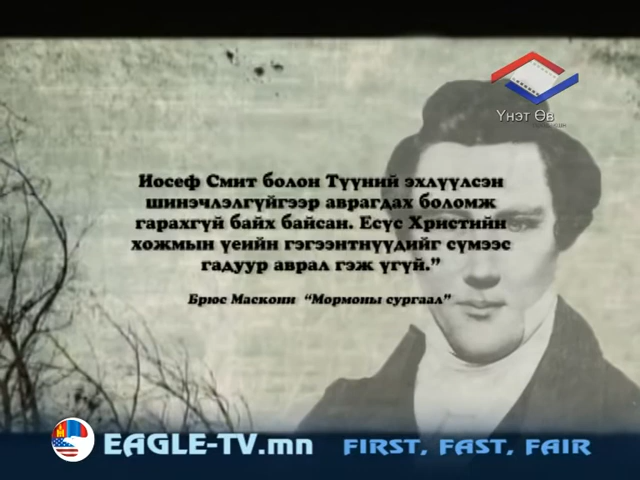 Үнэт Өв
Иосеф Смит болон Түүний эхлүүлсэн
шинэчлэлгүйгээр аврагдах боломж
гарахгүй байх байсан. Есүс Христийн
хожмын үеийн гэгээнтнүүдийг сүмээс
гадуур аврал гэж үгүй.”
Брюс Маскони “Мормоны сургаал”
EAGLE-TV.mn FIRST, FAST, FAIR